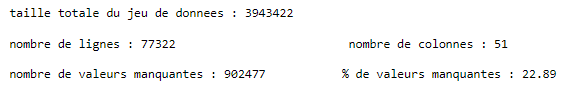 taille totale du jeu de donnees : 3943422
nombre de lignes : 77322 nombre de colonnes : 51
nombre de valeurs manquantes : 902477 % de valeurs manquantes : 22.89